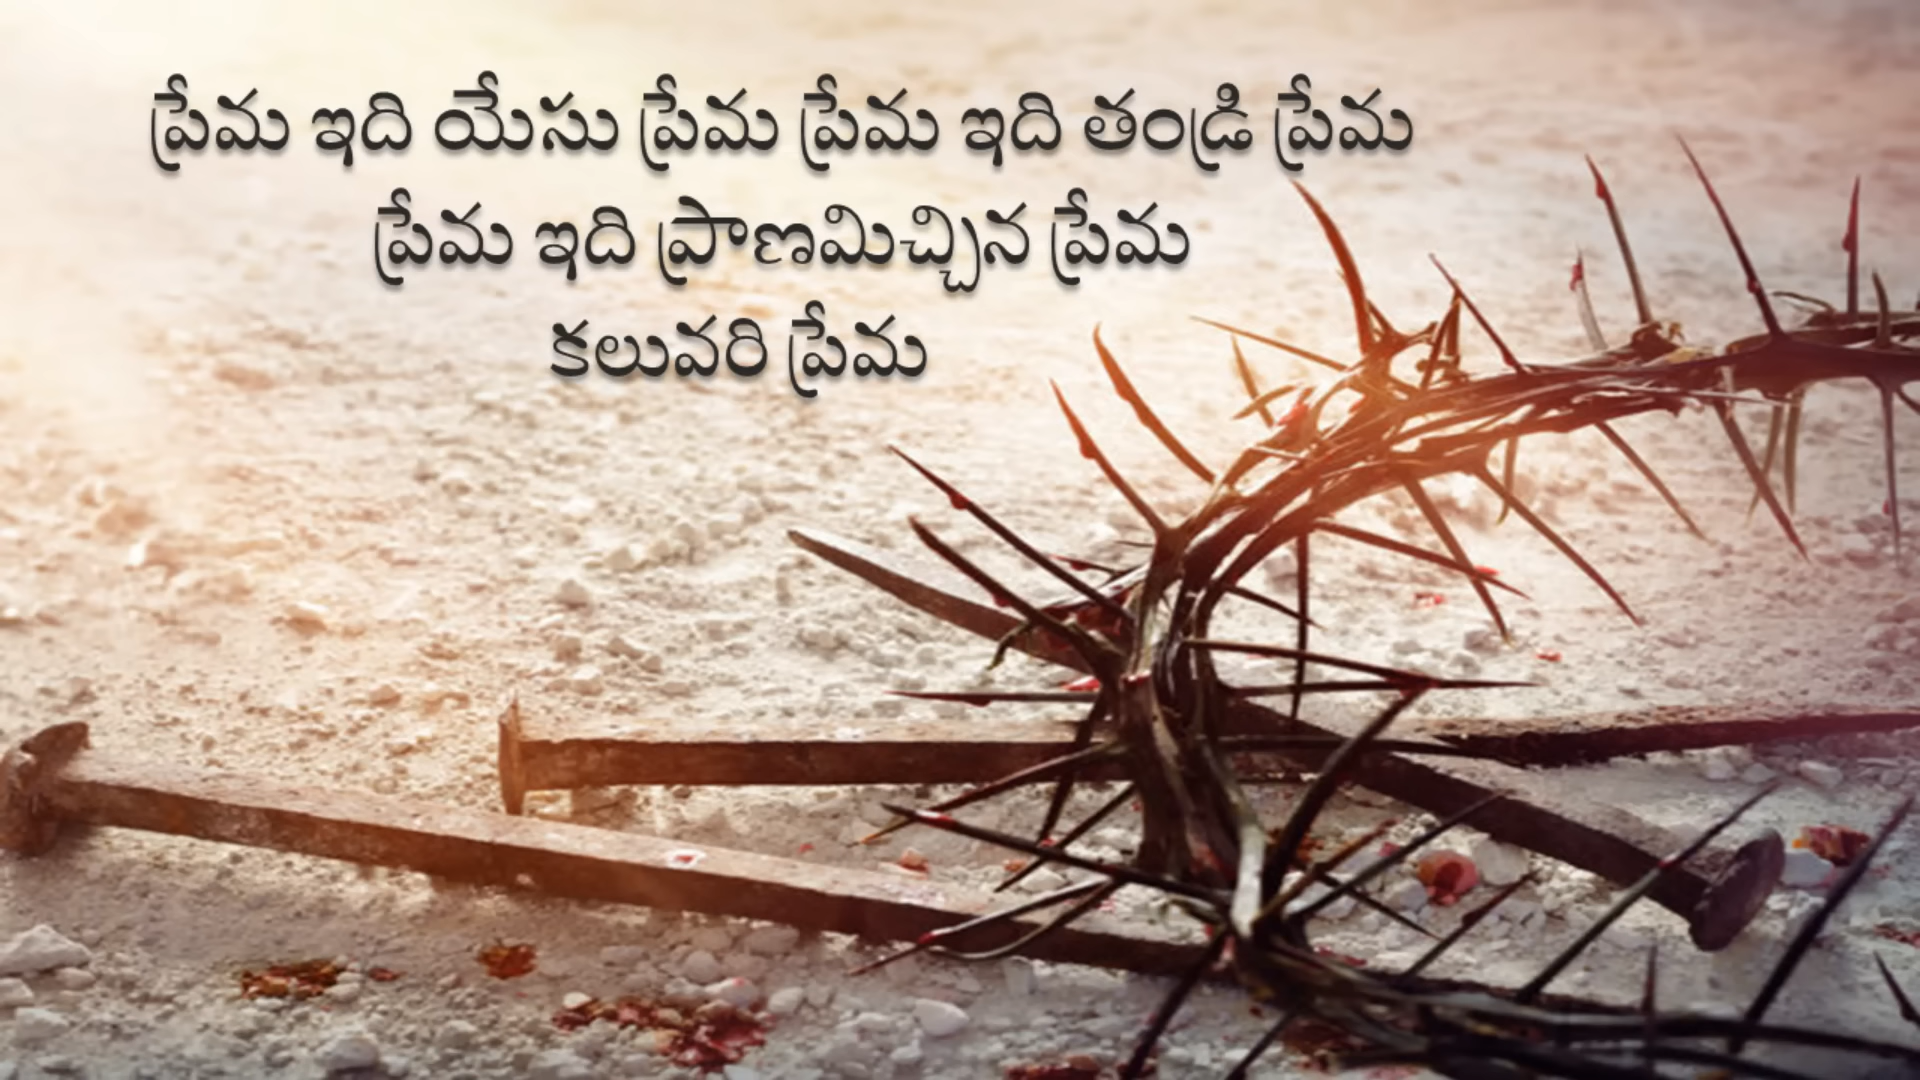 ప్రేమ ఇది యేసు ప్రేమ ప్రేమ ఇది తండ్రి ప్రేమ
ప్రేమ ఇది ప్రాణమిచ్చిన ప్రేమ
కలువరి ప్రేమ